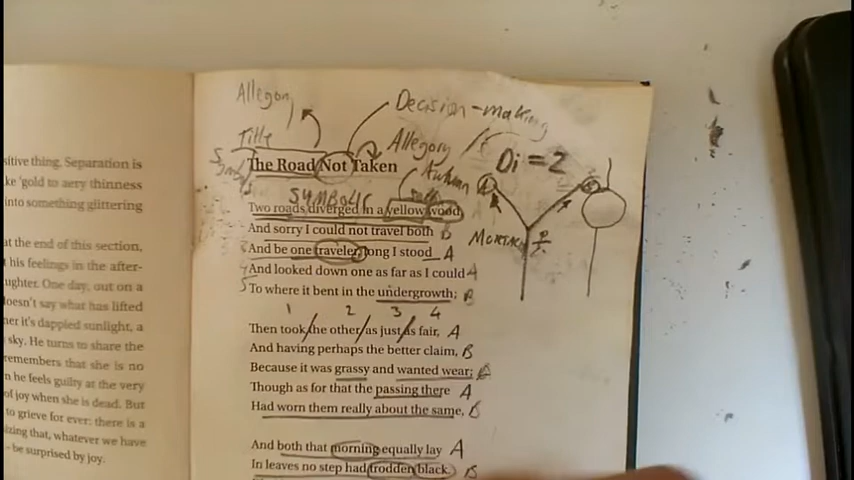 sitive thing. Separation is
ke 'gold to aery thinness
into something glittering
at the end of this section,
his feelings in the after-
ughter. One day, out on a
doesn't say what has lifted
her it's dappled sunlight, a
sky. He turns to share the
remembers that she is no
n he feels guilty at the very
of joy when she is dead. But
to grieve for ever: there is a
izing that, whatever we have
– be surprised by joy.
Allegory
Decision-making
Title
Allegory
The Road Not Taken
Autumn
Di = 2
SYMBOLIC
Two roads diverged in a yellow wood,
And sorry I could not travel both B
And be one traveler, long I stood A
And looked down one as far as I could A
5 To where it bent in the undergrowth; B
1 2 3 4
Then took/the other/as just/as fair, A
And having perhaps the better claim, B
Because it was grassy and wanted wear; A
Though as for that the passing there A
Had worn them really about the same, B
And both that morning equally lay A
In leaves no step had trodden black. B